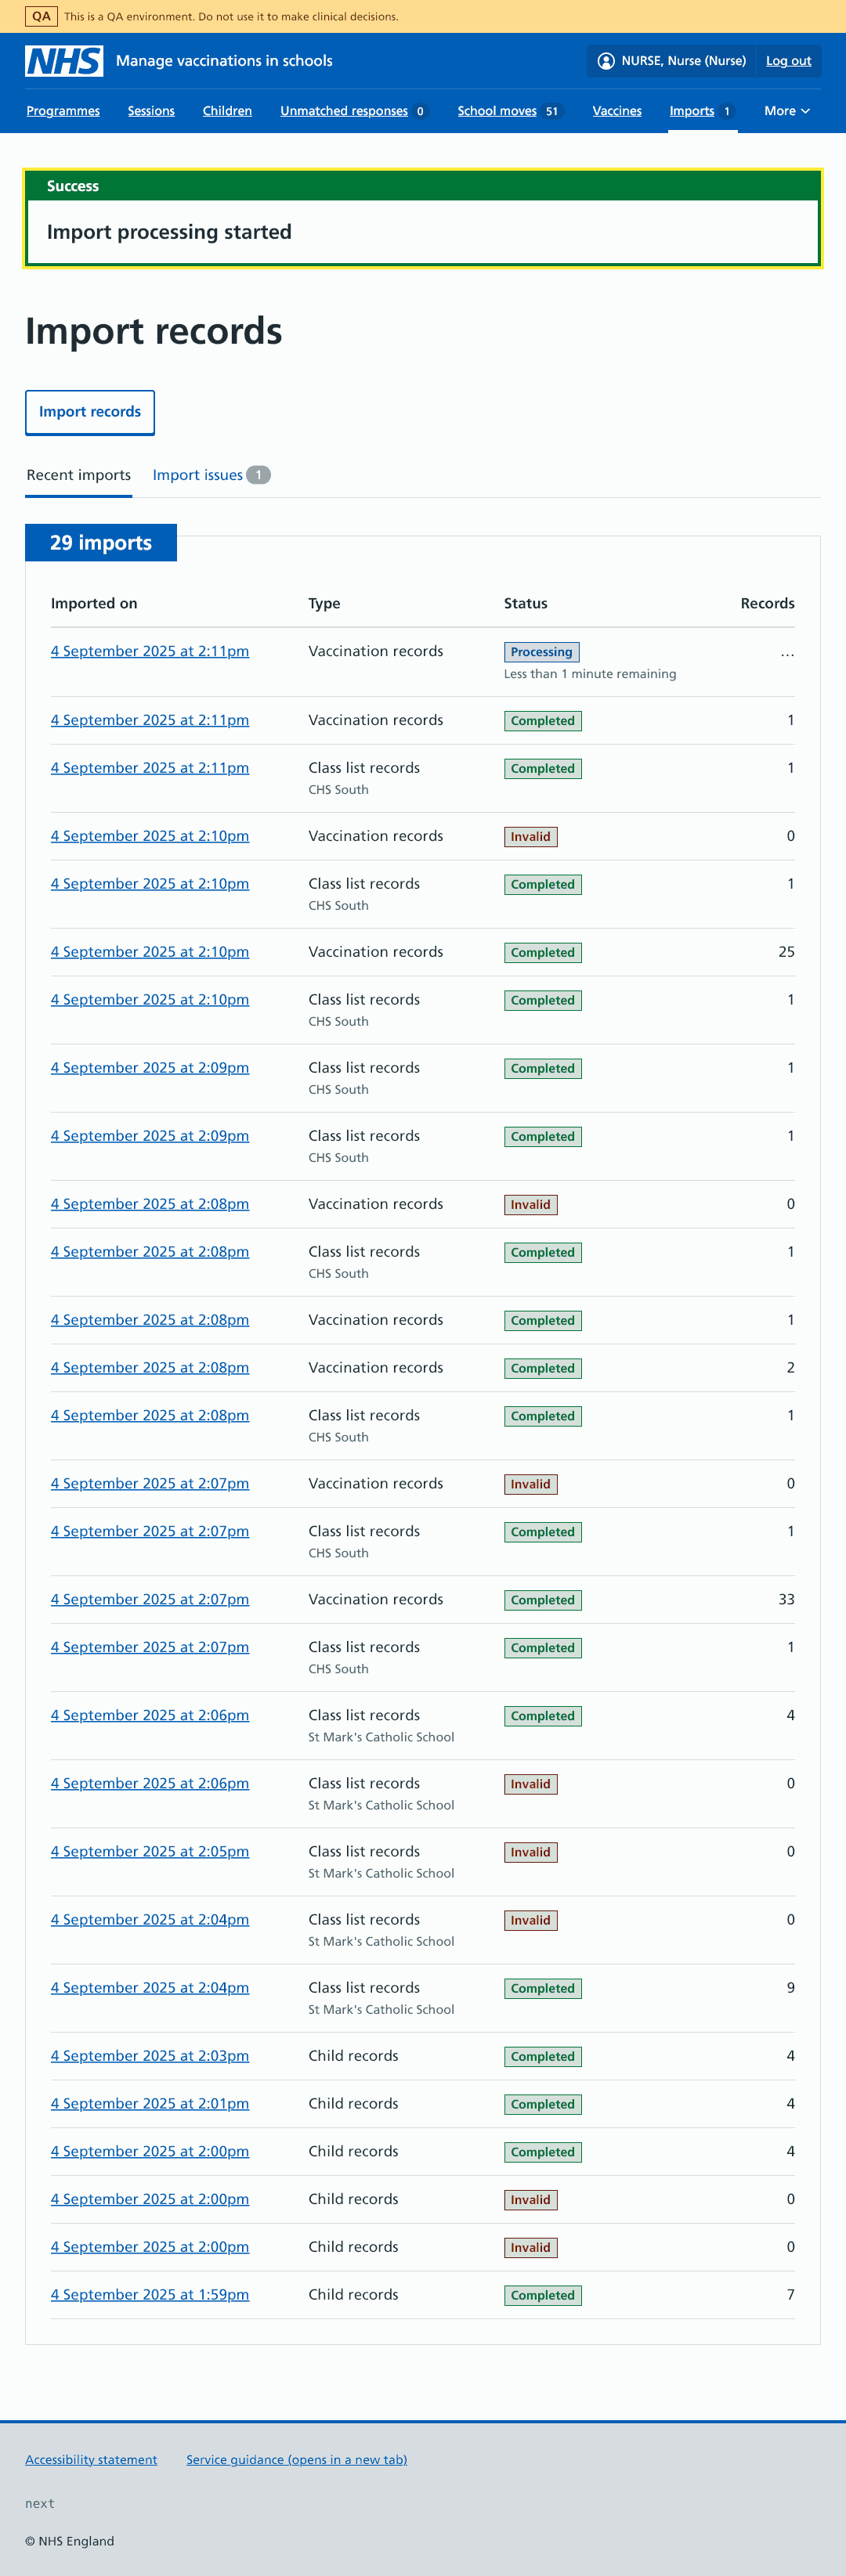 QA This is a QA environment. Do not use it to make clinical decisions.
NHS Manage vaccinations in schools NURSE, Nurse (Nurse) Log out
Programmes Sessions Children Unmatched responses 0 School moves 51 Vaccines Imports 1 More
Success
Import processing started
Import records
Import records
Recent imports Import issues 1
29 imports
Imported on Type Status Records
4 September 2025 at 2:11pm Vaccination records Processing …
Less than 1 minute remaining
4 September 2025 at 2:11pm Vaccination records Completed 1
4 September 2025 at 2:11pm Class list records Completed 1
CHS South
4 September 2025 at 2:10pm Vaccination records Invalid 0
4 September 2025 at 2:10pm Class list records Completed 1
CHS South
4 September 2025 at 2:10pm Vaccination records Completed 25
4 September 2025 at 2:10pm Class list records Completed 1
CHS South
4 September 2025 at 2:09pm Class list records Completed 1
CHS South
4 September 2025 at 2:09pm Class list records Completed 1
CHS South
4 September 2025 at 2:08pm Vaccination records Invalid 0
4 September 2025 at 2:08pm Class list records Completed 1
CHS South
4 September 2025 at 2:08pm Vaccination records Completed 1
4 September 2025 at 2:08pm Vaccination records Completed 2
4 September 2025 at 2:08pm Class list records Completed 1
CHS South
4 September 2025 at 2:07pm Vaccination records Invalid 0
4 September 2025 at 2:07pm Class list records Completed 1
CHS South
4 September 2025 at 2:07pm Vaccination records Completed 33
4 September 2025 at 2:07pm Class list records Completed 1
CHS South
4 September 2025 at 2:06pm Class list records Completed 4
St Mark's Catholic School
4 September 2025 at 2:06pm Class list records Invalid 0
St Mark's Catholic School
4 September 2025 at 2:05pm Class list records Invalid 0
St Mark's Catholic School
4 September 2025 at 2:04pm Class list records Invalid 0
St Mark's Catholic School
4 September 2025 at 2:04pm Class list records Completed 9
St Mark's Catholic School
4 September 2025 at 2:03pm Child records Completed 4
4 September 2025 at 2:01pm Child records Completed 4
4 September 2025 at 2:00pm Child records Completed 4
4 September 2025 at 2:00pm Child records Invalid 0
4 September 2025 at 2:00pm Child records Invalid 0
4 September 2025 at 1:59pm Child records Completed 7
Accessibility statement Service guidance (opens in a new tab)
next
© NHS England